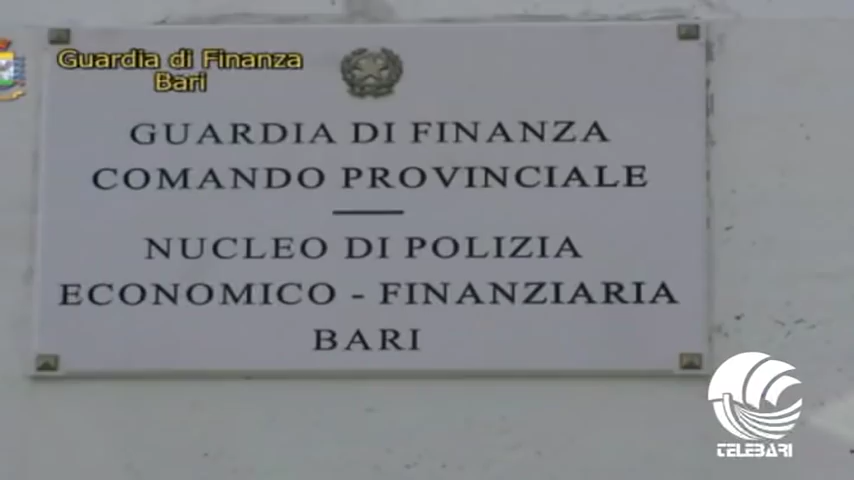 Guardia di Finanza
Bari
GUARDIA DI FINANZA
COMANDO PROVINCIALE
NUCLEO DI POLIZIA
ECONOMICO - FINANZIARIA
BARI
TELEBARI